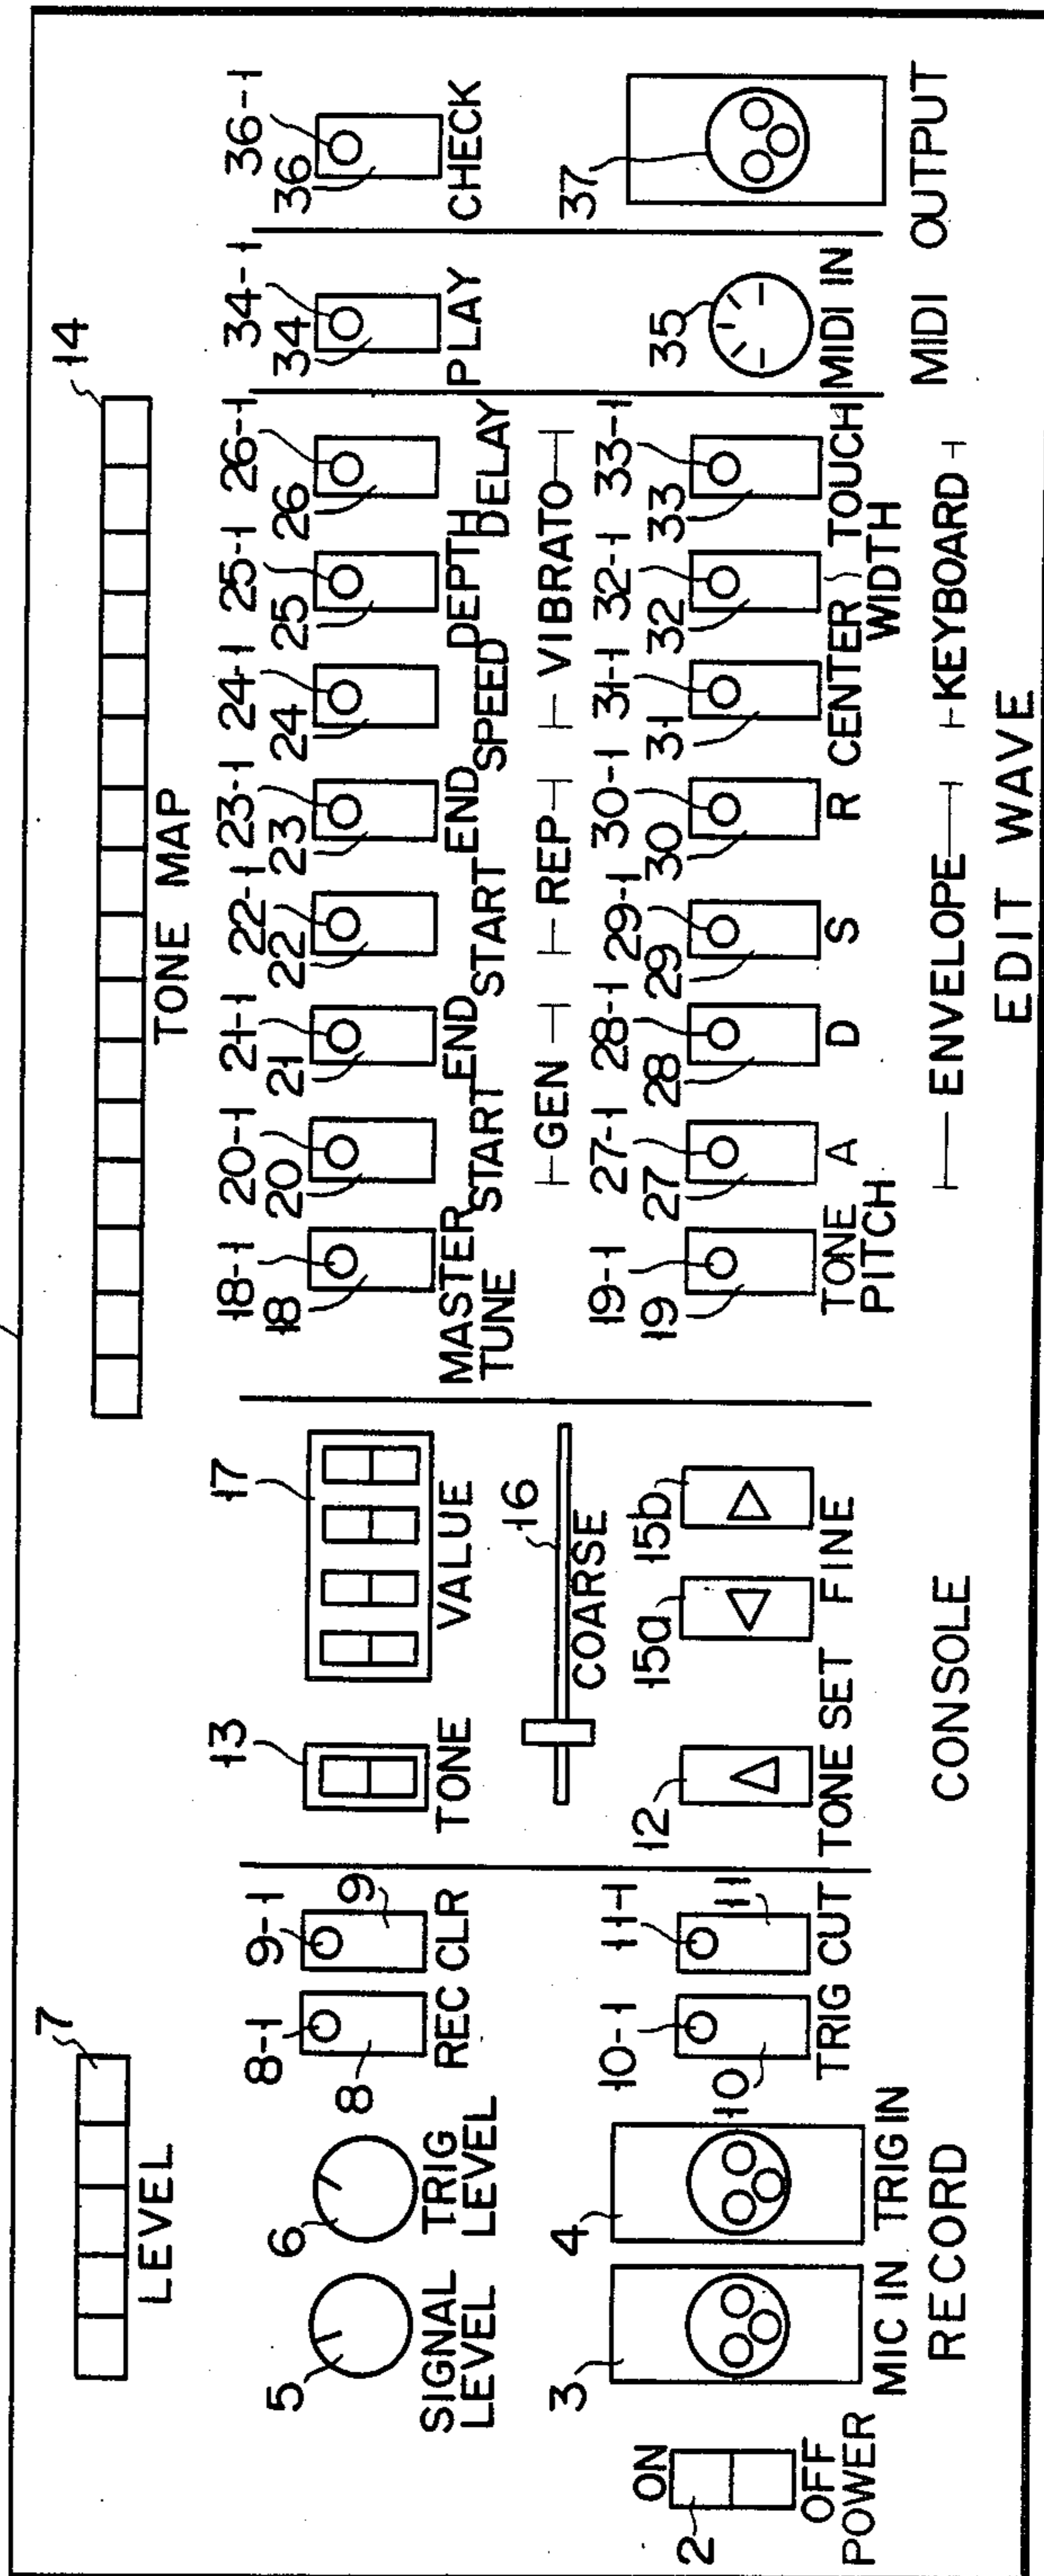 7
LEVEL
14
TONE MAP
5
SIGNAL
LEVEL
6
TRIG
LEVEL
8-1
8
REC
9-1
9
CLR
13
TONE
17
VALUE
18-1
18
MASTER
TUNE
20-1
20
START
21-1
21
END
GEN
22-1
22
START
23-1
23
END
REP
24-1
24
SPEED
25-1
25
DEPTH
26-1
26
DELAY
VIBRATO
34-1
34
PLAY
36-1
36
CHECK
ON
2
OFF
POWER
3
MIC IN
4
TRIG IN
10-1
10
TRIG
11-1
11
CUT
RECORD
16
COARSE
12
TONE SET
15a
15b
FINE
CONSOLE
19-1
19
TONE
PITCH
27-1
27
A
28-1
28
D
29-1
29
S
30-1
30
R
ENVELOPE
31-1
31
CENTER
32-1
32
WIDTH
33-1
33
TOUCH
KEYBOARD
EDIT WAVE
35
MIDI IN
MIDI
37
OUTPUT